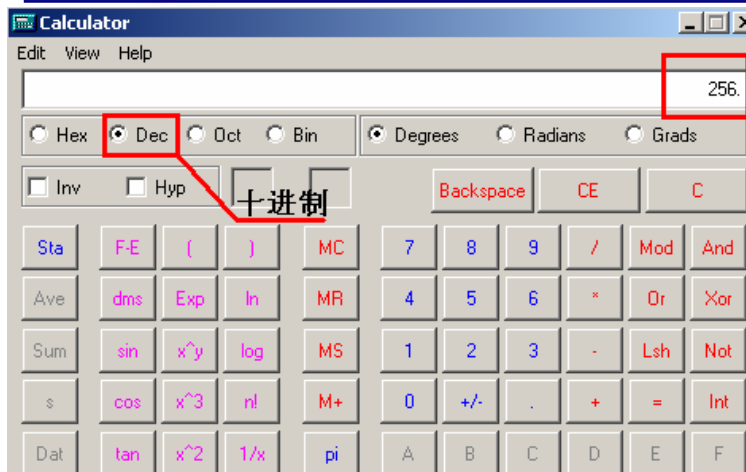 Calculator
Edit View Help
256.
Hex Dec Oct Bin Degrees Radians Grads
Inv Hyp Backspace CE C
十进制
Sta F-E ( ) MC 7 8 9 / Mod And
Ave dms Exp ln MR 4 5 6 * Or Xor
Sum sin x^y log MS 1 2 3 - Lsh Not
s cos x^3 n! M+ 0 +/- . + = Int
Dat tan x^2 1/x pi A B C D E F